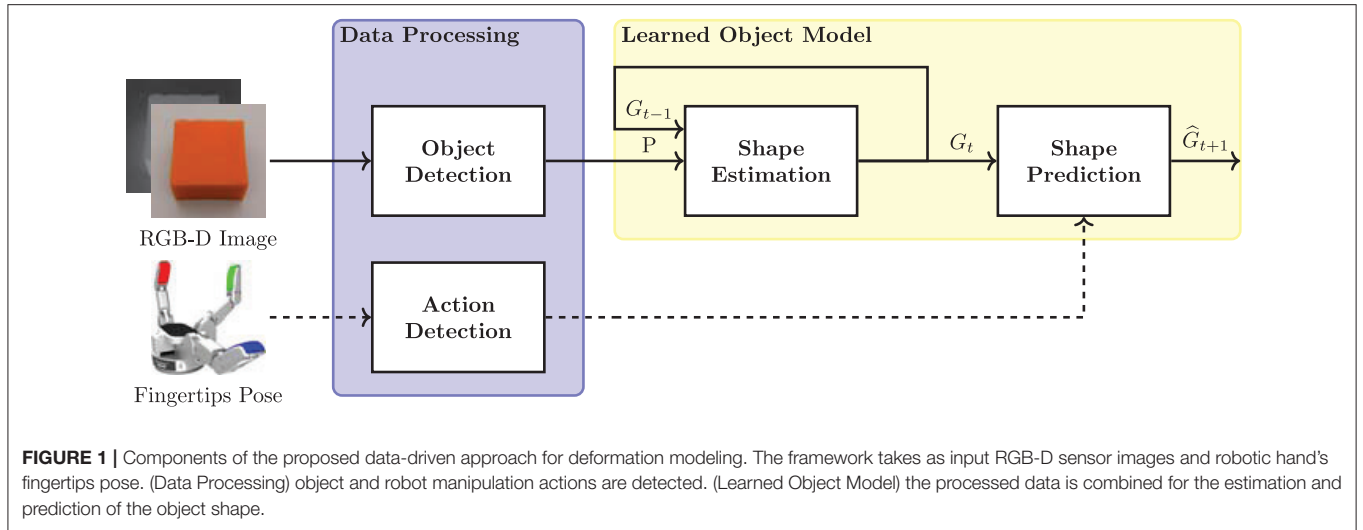 Data Processing
Learned Object Model
RGB-D Image
Object
Detection
G_{t-1}
P
Shape
Estimation
G_t
Shape
Prediction
Ĝ_{t+1}
Fingertips Pose
Action
Detection
FIGURE 1 | Components of the proposed data-driven approach for deformation modeling. The framework takes as input RGB-D sensor images and robotic hand's
fingertips pose. (Data Processing) object and robot manipulation actions are detected. (Learned Object Model) the processed data is combined for the estimation and
prediction of the object shape.